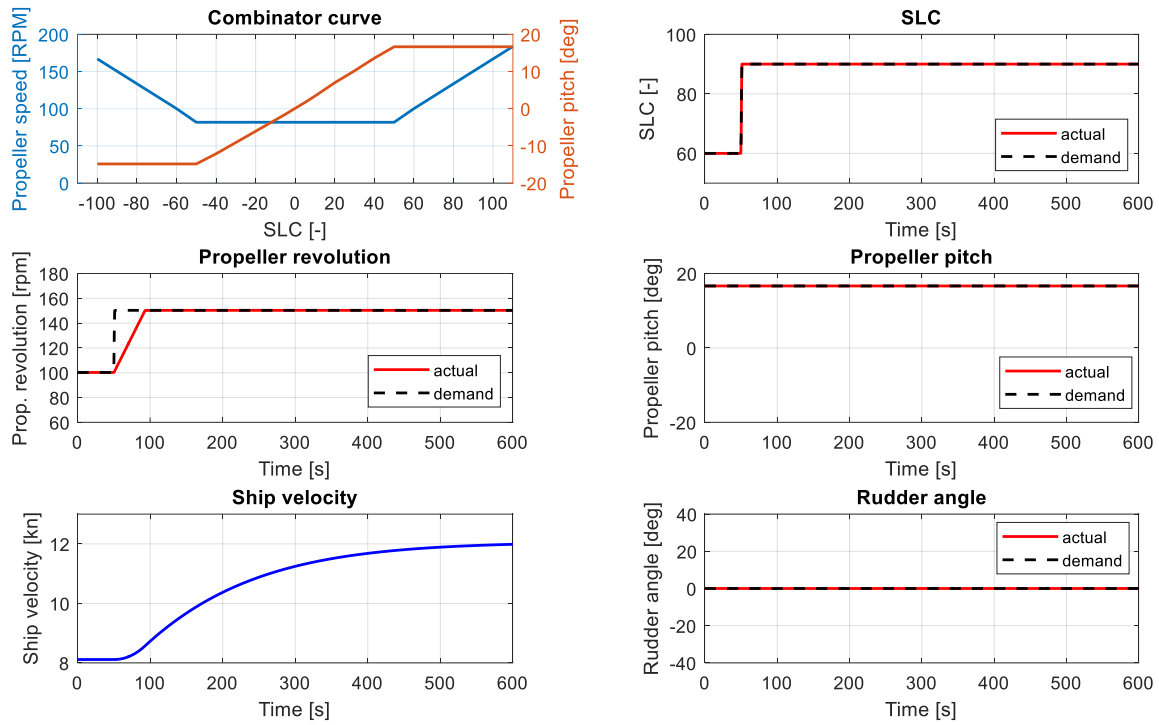 Combinator curve
Propeller speed [RPM]
200
150
100
50
0
20
10
0
-10
-20
Propeller pitch [deg]
-100 -80 -60 -40 -20 0 20 40 60 80 100
SLC [-]
SLC
SLC [-]
100
80
60
actual
demand
0 100 200 300 400 500 600
Time [s]
Propeller revolution
Prop. revolution [rpm]
180
160
140
120
100
80
60
actual
demand
0 100 200 300 400 500 600
Time [s]
Propeller pitch
Propeller pitch [deg]
20
0
-20
actual
demand
0 100 200 300 400 500 600
Time [s]
Ship velocity
Ship velocity [kn]
12
10
8
0 100 200 300 400 500 600
Time [s]
Rudder angle
Rudder angle [deg]
40
20
0
-20
-40
actual
demand
0 100 200 300 400 500 600
Time [s]